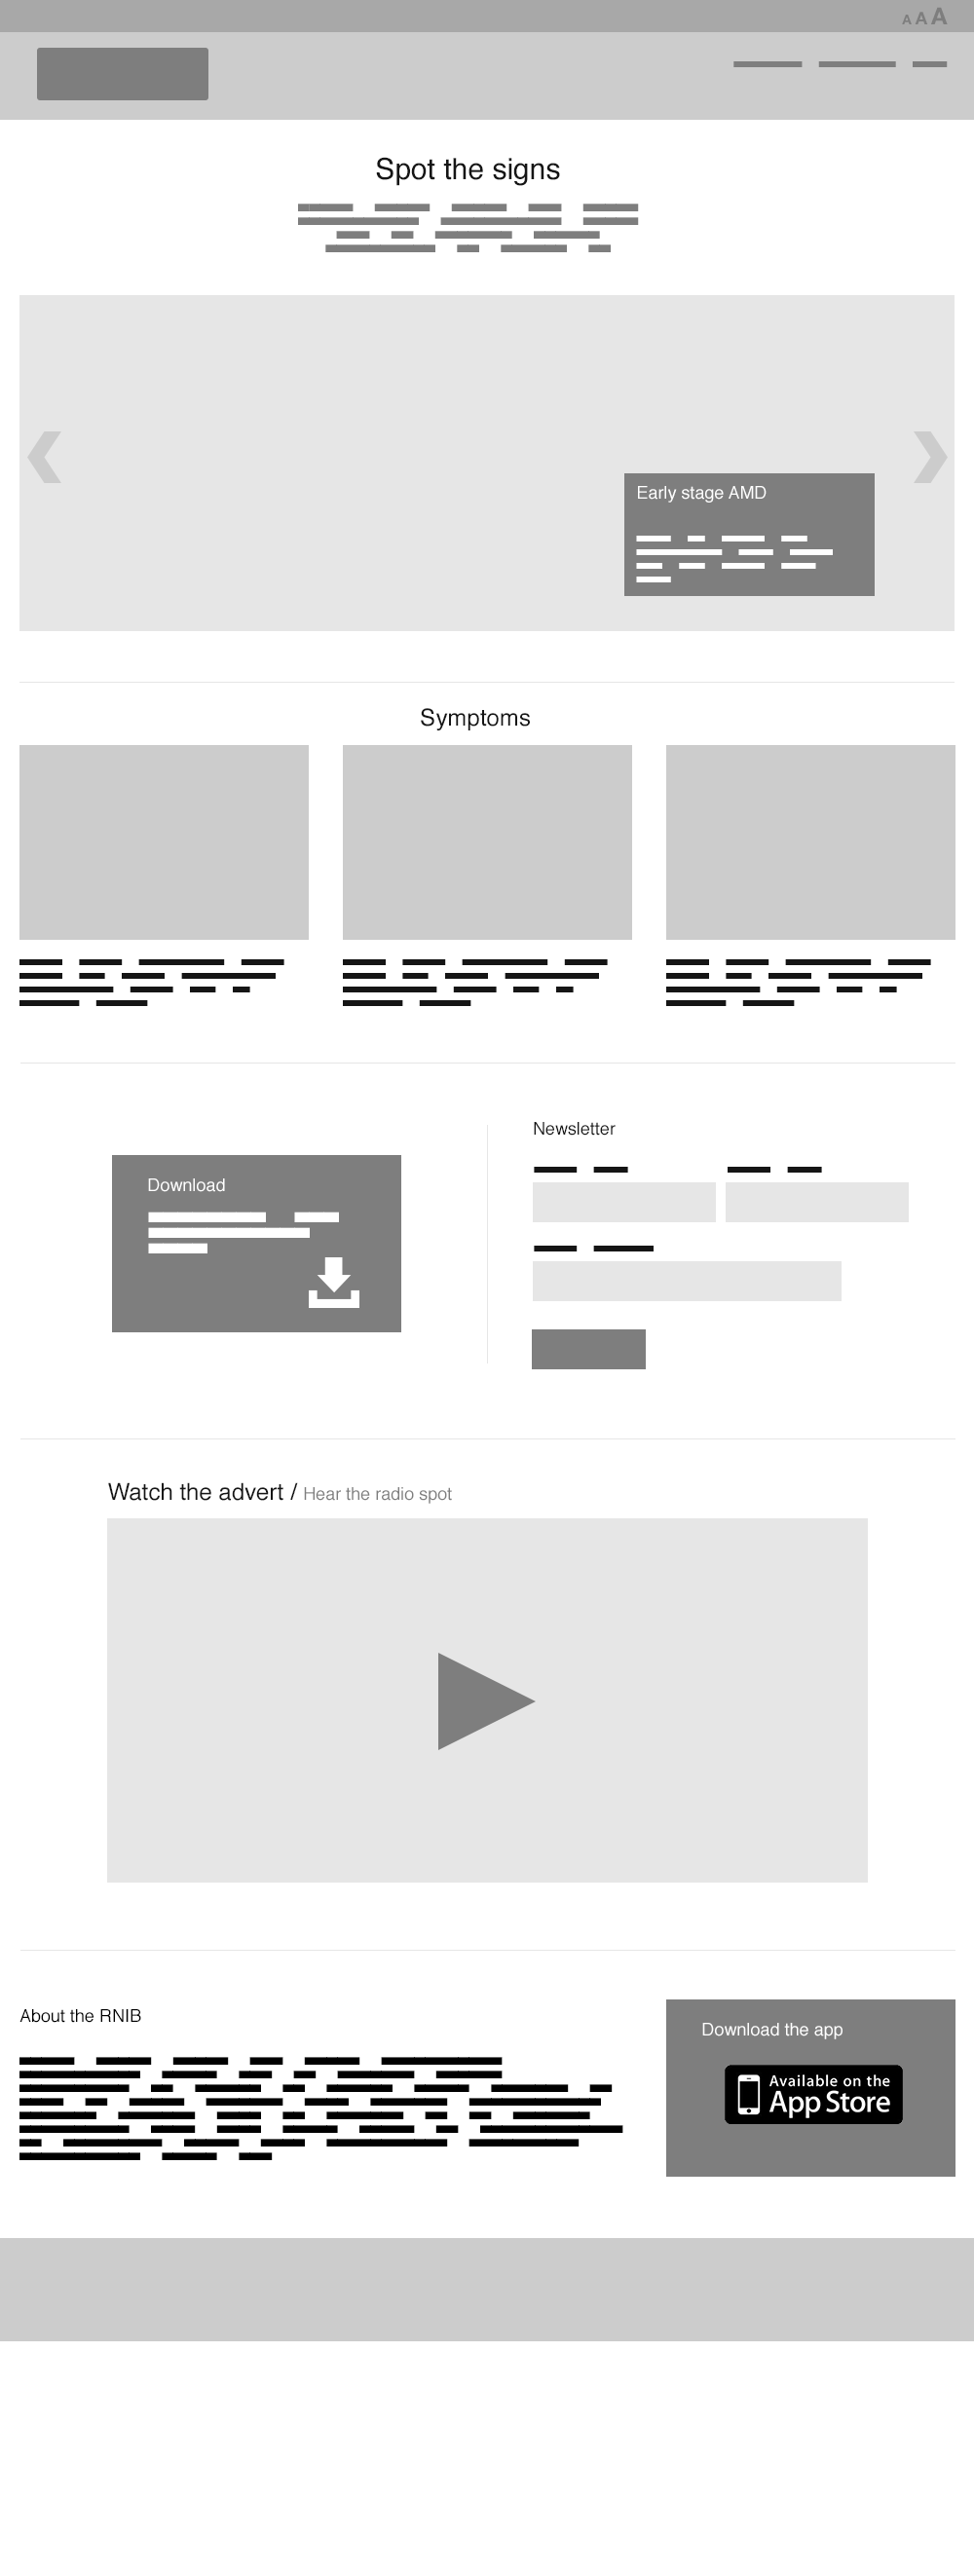 A A A
Spot the signs
Early stage AMD
Symptoms
Newsletter
Download
Watch the advert / Hear the radio spot
About the RNIB
Download the app
Available on the
App Store